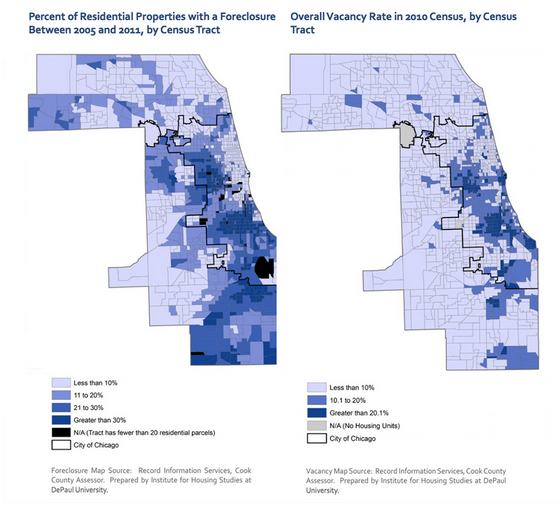 Percent of Residential Properties with a Foreclosure
Between 2005 and 2011, by Census Tract
Overall Vacancy Rate in 2010 Census, by Census
Tract
Less than 10%
11 to 20%
21 to 30%
Greater than 30%
N/A (Tract has fewer than 20 residential parcels)
City of Chicago
Less than 10%
10.1 to 20%
Greater than 20.1%
N/A (No Housing Units)
City of Chicago
Foreclosure Map Source: Record Information Services, Cook
County Assessor. Prepared by Institute for Housing Studies at
DePaul University.
Vacancy Map Source: Record Information Services, Cook County
Assessor. Prepared by Institute for Housing Studies at DePaul
University.